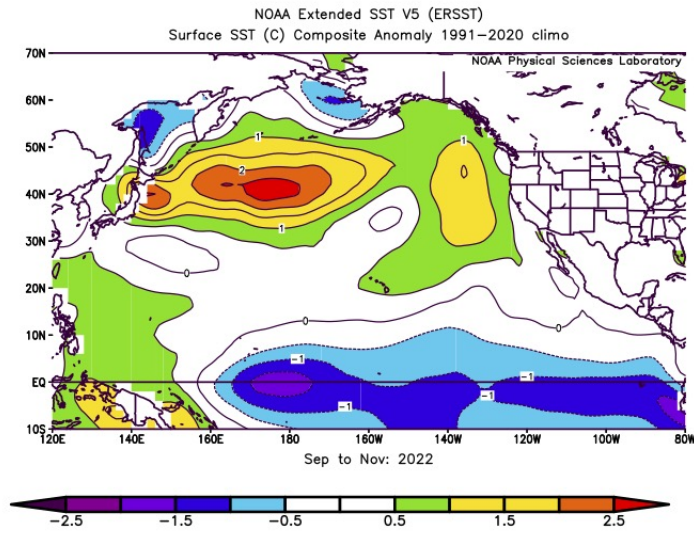 NOAA Extended SST V5 (ERSST)
Surface SST (C) Composite Anomaly 1991-2020 climo
70N
NOAA Physical Sciences Laboratory
60N
1
1
50N
2
40N
1
30N
0
20N
0
0
10N
-1
-1
EQ
-1
-1
10S
120E 140E 160E 180 160W 140W 120W 100W 80W
Sep to Nov: 2022
-2.5 -1.5 -0.5 0.5 1.5 2.5